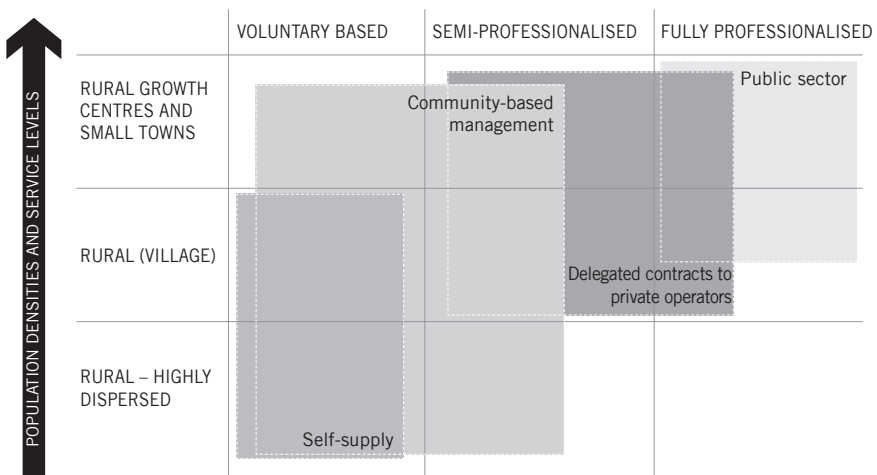 VOLUNTARY BASED
SEMI-PROFESSIONALISED
FULLY PROFESSIONALISED
POPULATION DENSITIES AND SERVICE LEVELS
RURAL GROWTH
CENTRES AND
SMALL TOWNS
Community-based
management
Public sector
RURAL (VILLAGE)
Delegated contracts to
private operators
RURAL – HIGHLY
DISPERSED
Self-supply